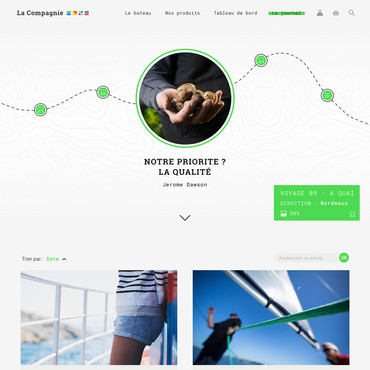 La Compagnie
Le bateau
Nos produits
Tableau de bord
Le journal
NOTRE PRIORITE ?
LA QUALITÉ
Jerome Dawson
VOYAGE 09 - A QUAI
DIRECTION : Bordeaux
Trier par : Date
Rechercher un article
OK